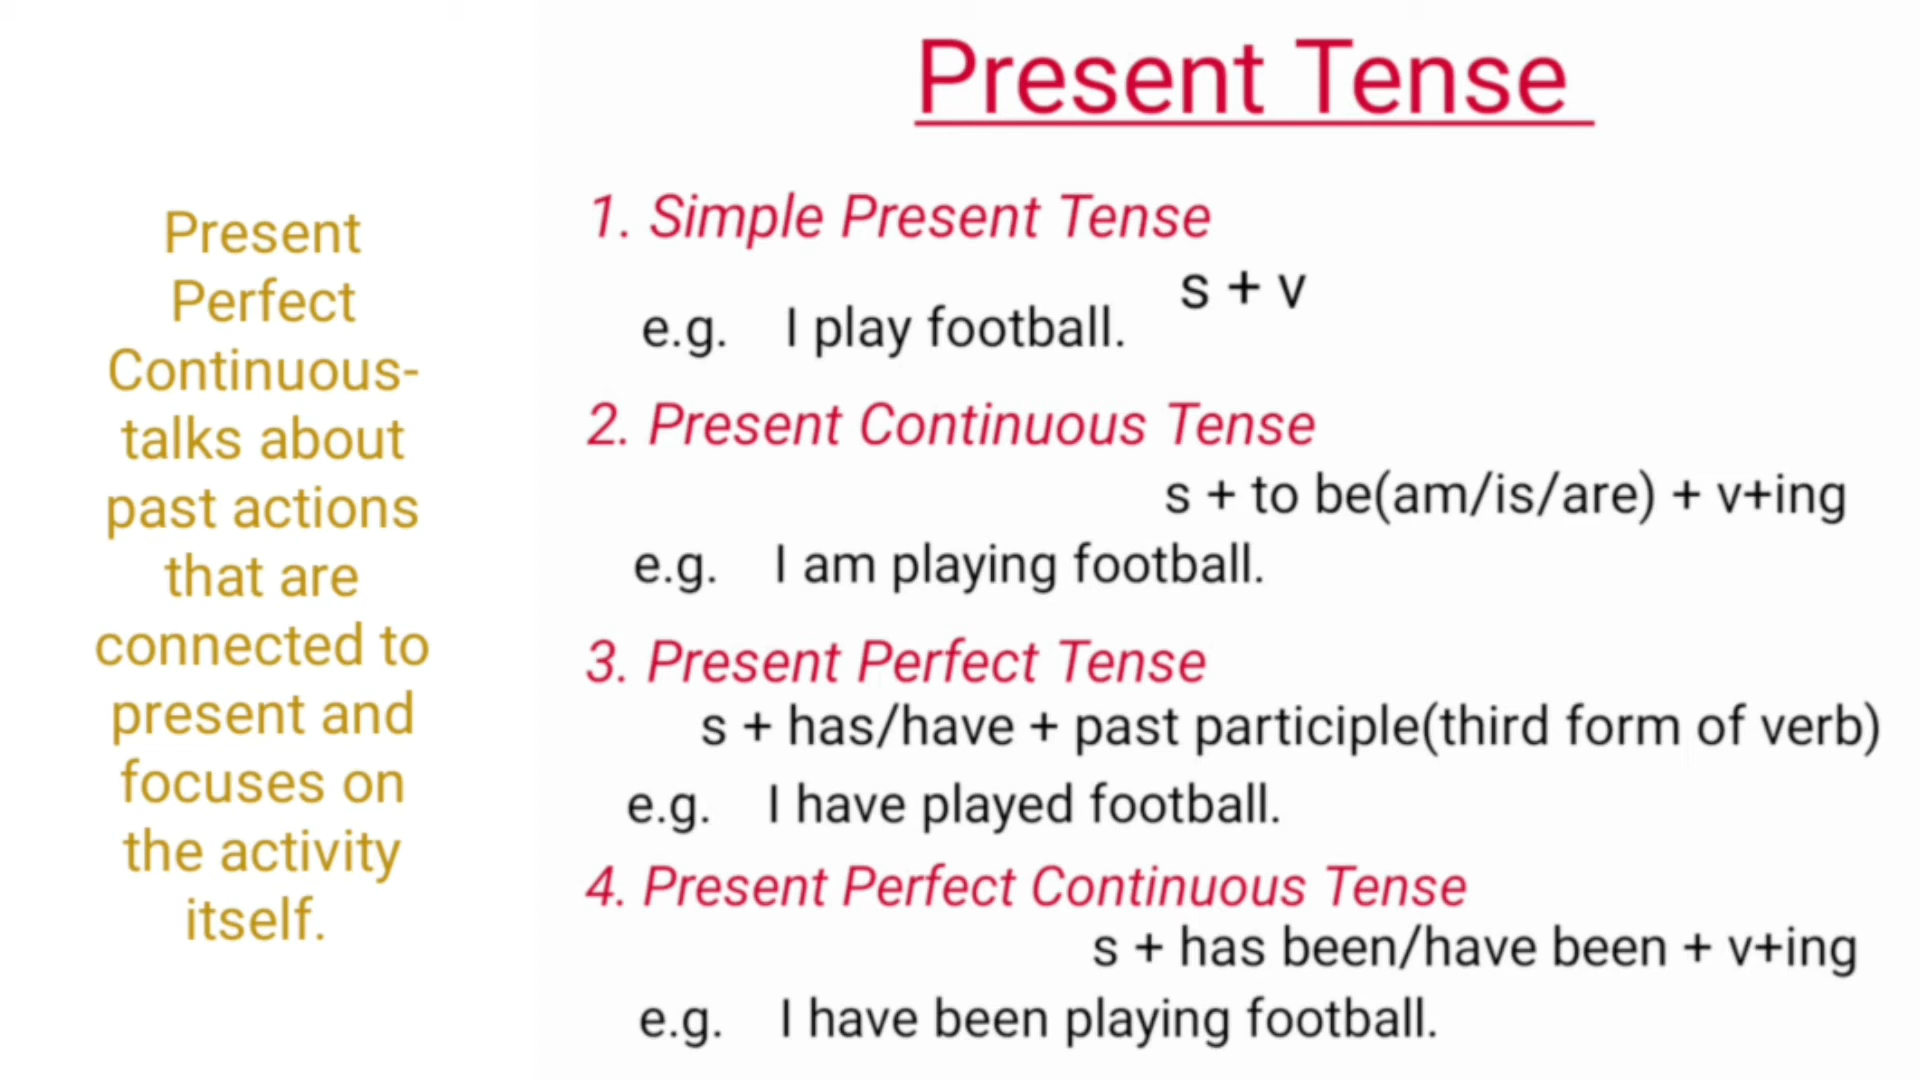 Present Tense
Present
Perfect
Continuous-
talks about
past actions
that are
connected to
present and
focuses on
the activity
itself.
1. Simple Present Tense
s + v
e.g. I play football.
2. Present Continuous Tense
s + to be(am/is/are) + v+ing
e.g. I am playing football.
3. Present Perfect Tense
s + has/have + past participle(third form of verb)
e.g. I have played football.
4. Present Perfect Continuous Tense
s + has been/have been + v+ing
e.g. I have been playing football.